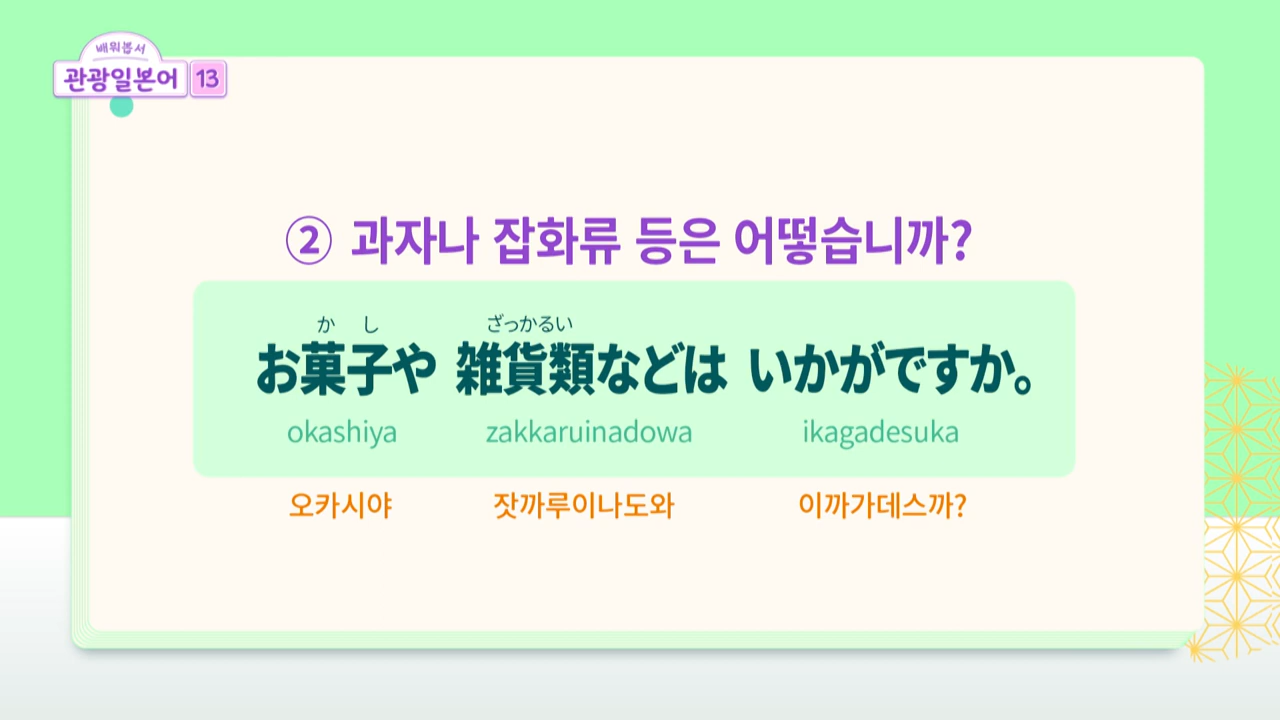 배워봅서
관광일본어 13
② 과자나 잡화류 등은 어떻습니까?
かし ざっかるい
お菓子や 雑貨類などは いかがですか。
okashiya zakkaruinadowa ikagadesuka
오카시야 잣까루이나도와 이까가데스까?